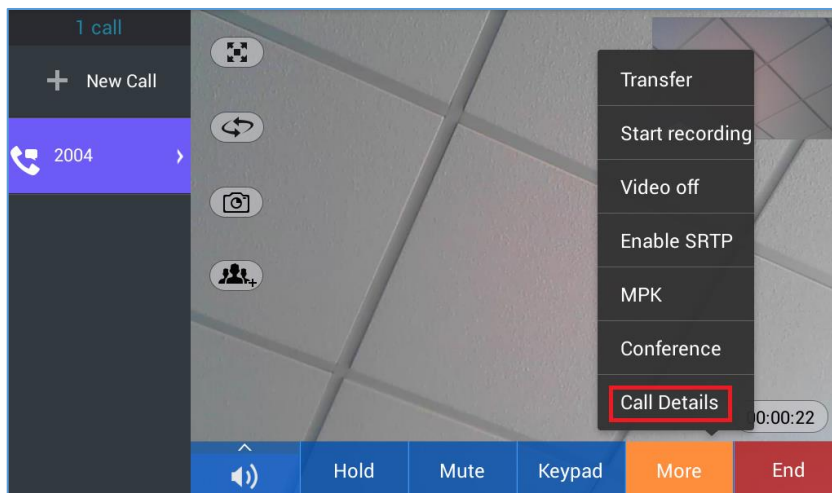 1 call
+ New Call
2004
Transfer
Start recording
Video off
Enable SRTP
MPK
Conference
Call Details
00:00:22
Hold
Mute
Keypad
More
End